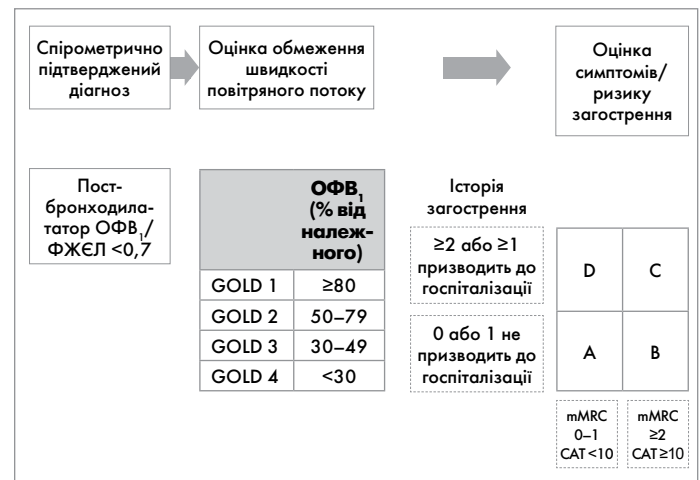 Спірометрично
підтверджений
діагноз
Оцінка обмеження
швидкості
повітряного потоку
Оцінка
симптомів/
ризику
загострення
Пост-
бронходила-
татор ОФВ₁/
ФЖЄЛ <0,7
ОФВ₁
(% від
належ-
ного)
GOLD 1 ≥80
GOLD 2 50–79
GOLD 3 30–49
GOLD 4 <30
Історія
загострення
≥2 або ≥1
призводить до
госпіталізації
0 або 1 не
призводить до
госпіталізації
D C
A B
mMRC
0–1
CAT<10
mMRC
≥2
CAT≥10